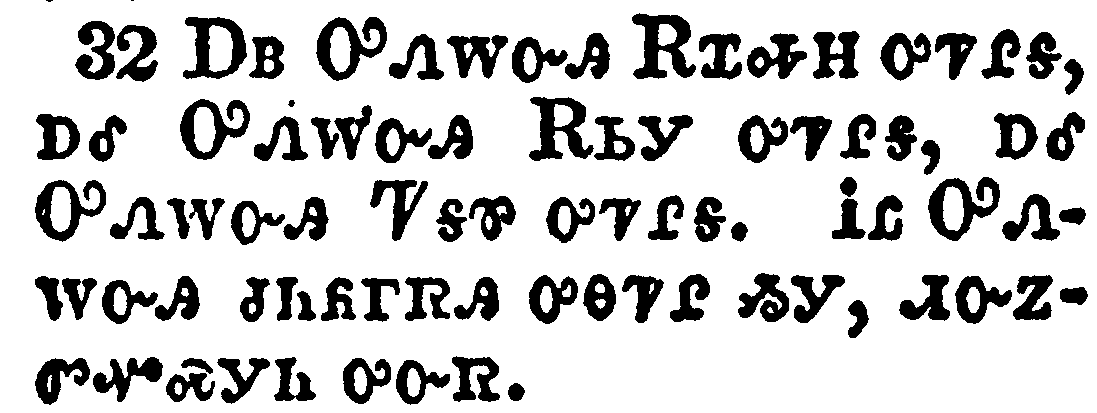 32 ᎠᏴ ᎤᏁᎳᏅᎯ ᎡᏆᎭᎻ ᎤᏤᎵᎦ,
ᎠᎴ ᎤᏁᎳᏅᎯ ᎡᏏᎩ ᎤᏤᎵᎦ, ᎠᎴ
ᎤᏁᎳᏅᎯ ᏤᎦᏈ ᎤᏤᎵᎦ. ᎥᏝ ᎤᏁ-
ᎳᏅᎯ ᏧᏂᏲᎱᏒᎯ ᎤᎾᏤᎵ ᏱᎩ, ᏗᏅᏃ-
ᏛᏉᏍᎩᏂ ᎤᏅᏒ.